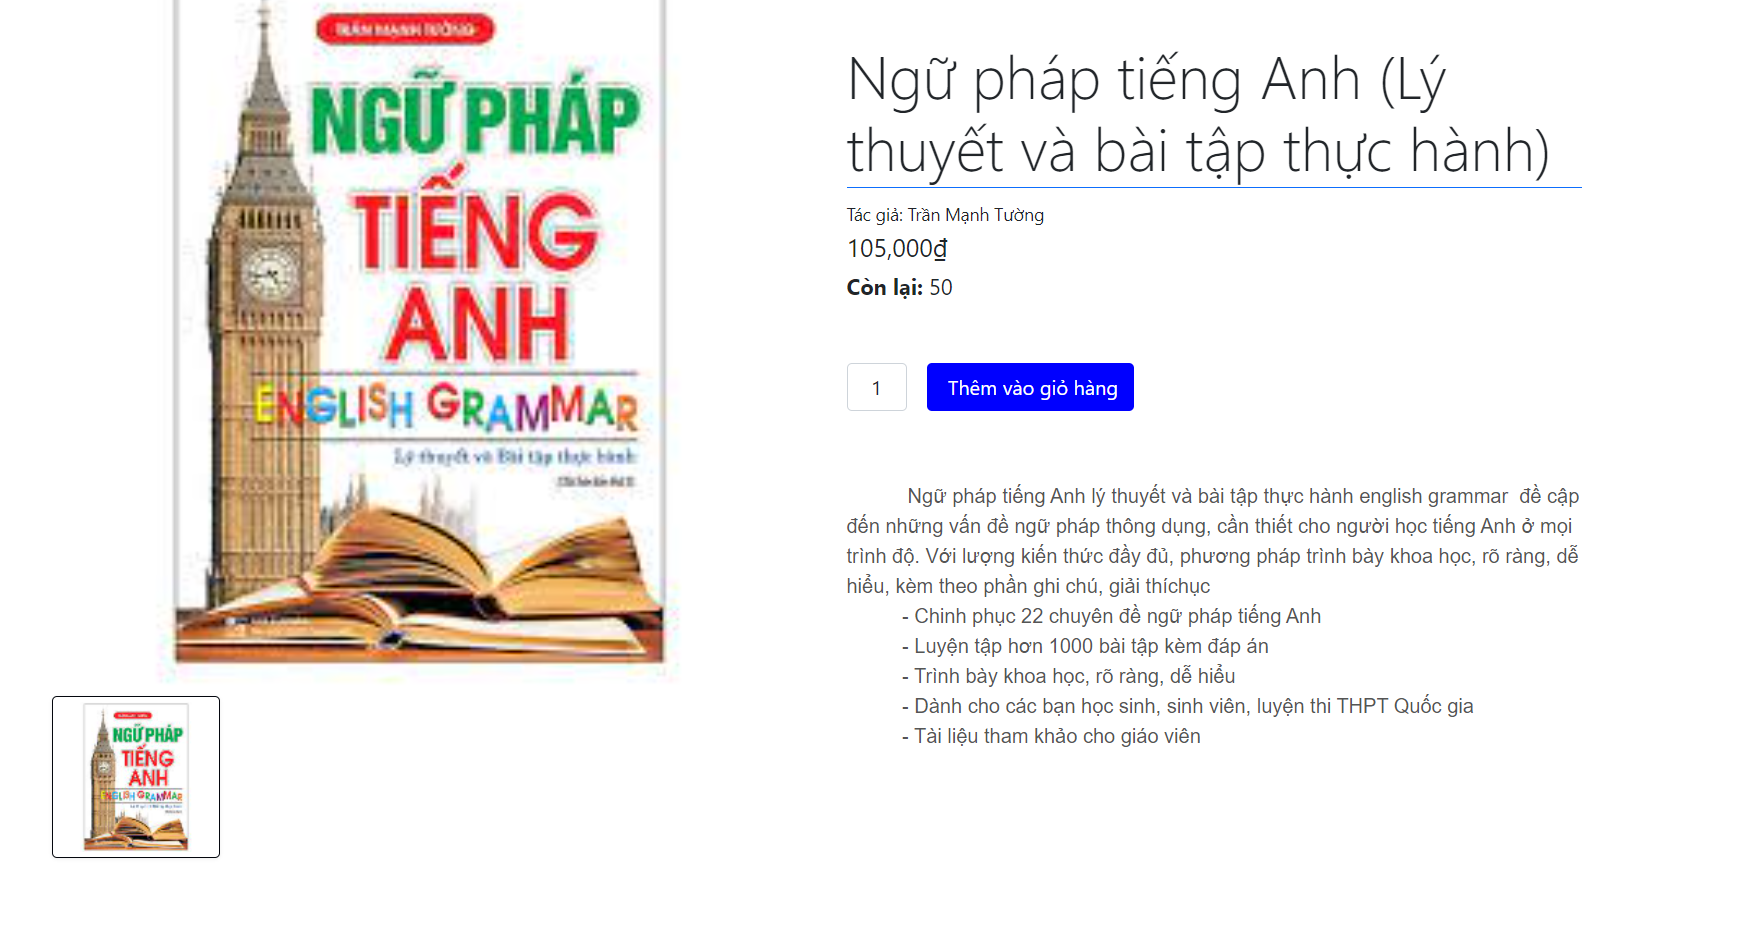 TRẦN MẠNH TƯỜNG
NGỮ PHÁP
TIẾNG
ANH
ENGLISH GRAMMAR
Lý thuyết và Bài tập thực hành
Ngữ pháp tiếng Anh (Lý
thuyết và bài tập thực hành)
Tác giả: Trần Mạnh Tường
105,000₫
Còn lại: 50
1
Thêm vào giỏ hàng
Ngữ pháp tiếng Anh lý thuyết và bài tập thực hành english grammar  đề cập
đến những vấn đề ngữ pháp thông dụng, cần thiết cho người học tiếng Anh ở mọi
trình độ. Với lượng kiến thức đầy đủ, phương pháp trình bày khoa học, rõ ràng, dễ
hiểu, kèm theo phần ghi chú, giải thíchục
- Chinh phục 22 chuyên đề ngữ pháp tiếng Anh
- Luyện tập hơn 1000 bài tập kèm đáp án
- Trình bày khoa học, rõ ràng, dễ hiểu
- Dành cho các bạn học sinh, sinh viên, luyện thi THPT Quốc gia
- Tài liệu tham khảo cho giáo viên
NGỮ PHÁP
TIẾNG
ANH
ENGLISH GRAMMAR